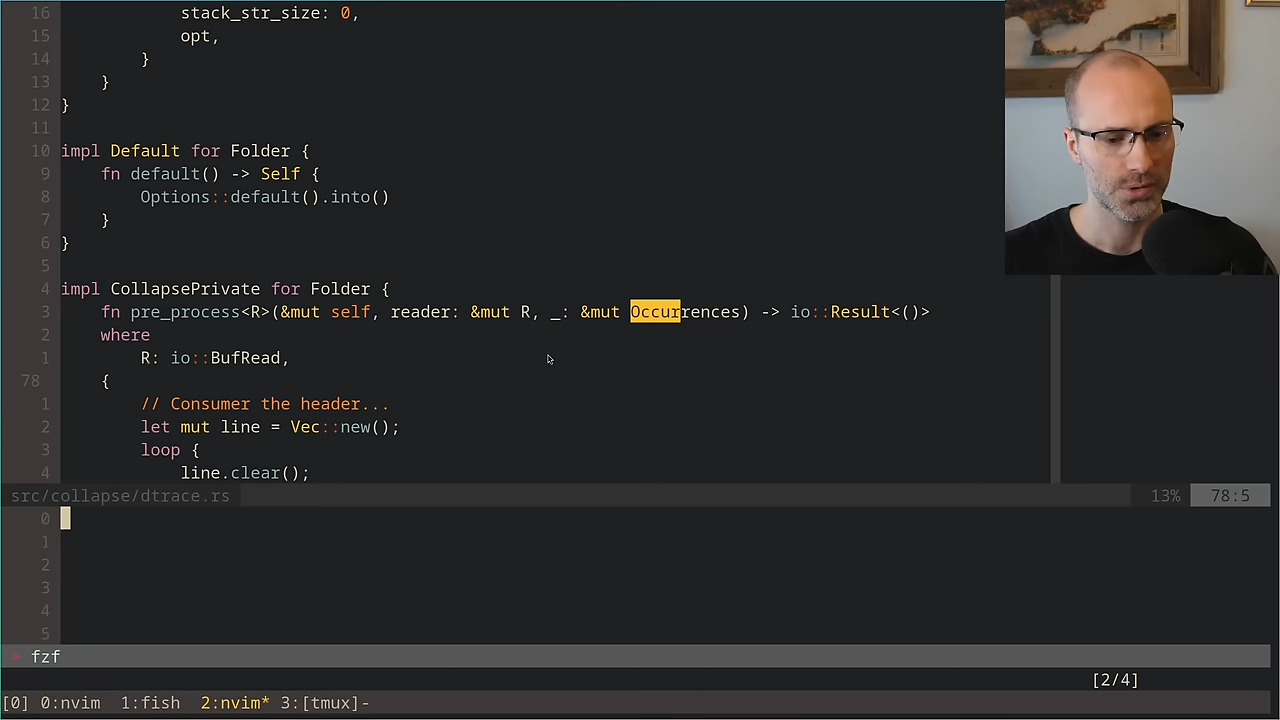 16 stack_str_size: 0,
15 opt,
14 }
13 }
12 }
11
10 impl Default for Folder {
9 fn default() -> Self {
8 Options::default().into()
7 }
6 }
5
4 impl CollapsePrivate for Folder {
3 fn pre_process<R>(&mut self, reader: &mut R, _: &mut Occurrences) -> io::Result<()>
2 where
1 R: io::BufRead,
78 {
1 // Consumer the header...
2 let mut line = Vec::new();
3 loop {
4 line.clear();
src/collapse/dtrace.rs 13% 78:5
0
1
2
3
4
5
> fzf
[2/4]
[0] 0:nvim 1:fish 2:nvim* 3:[tmux]-